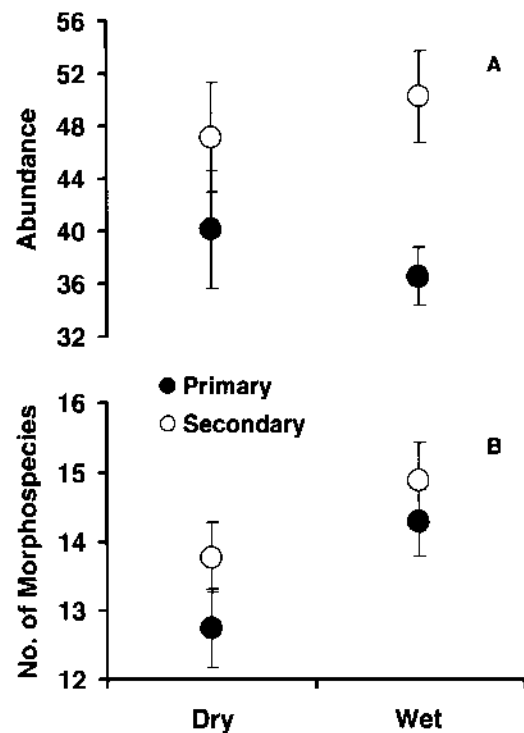 56
52
48
44
40
36
32
Abundance
A
Primary
Secondary
16
15
14
13
12
No. of Morphospecies
B
Dry
Wet